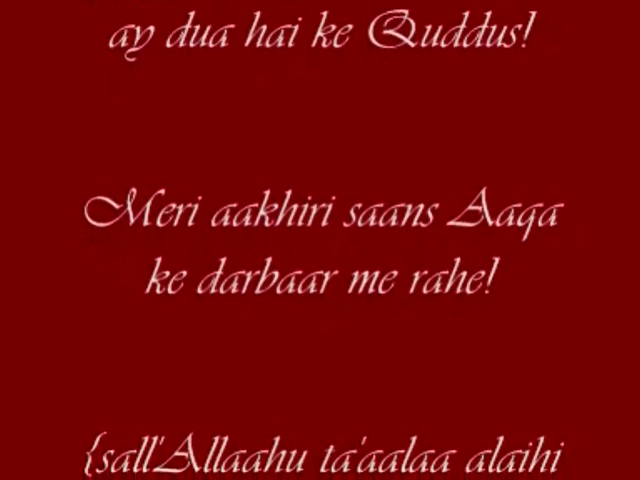 ay dua hai ke Quddus!
Meri aakhiri saans Aaqa
ke darbaar me rahe!
{sall'Allaahu ta'aalaa alaihi